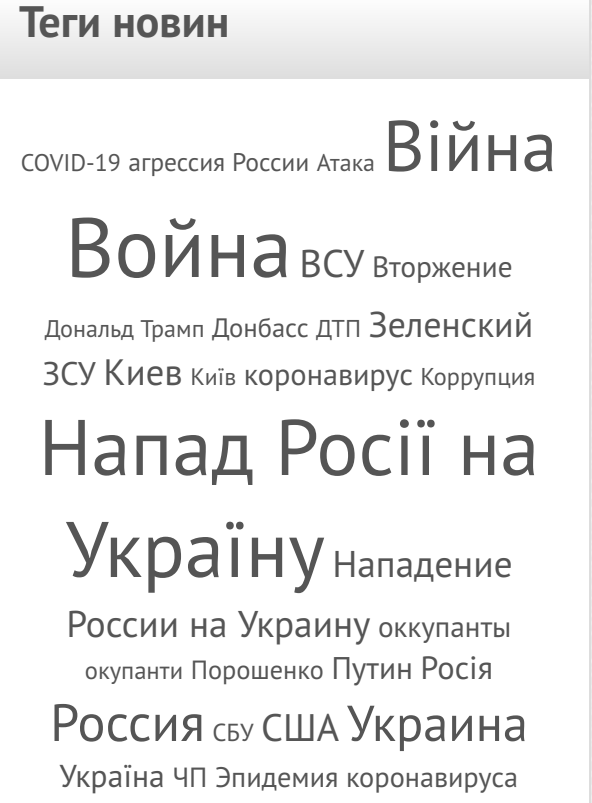 Теги новин
COVID-19 агрессия России Атака Війна
Война ВСУ Вторжение
Дональд Трамп Донбасс ДТП Зеленский
ЗСУ Киев Київ коронавирус Коррупция
Напад Росії на
Україну Нападение
России на Украину оккупанты
окупанти Порошенко Путин Росія
Россия СБУ США Украина
Україна ЧП Эпидемия коронавируса